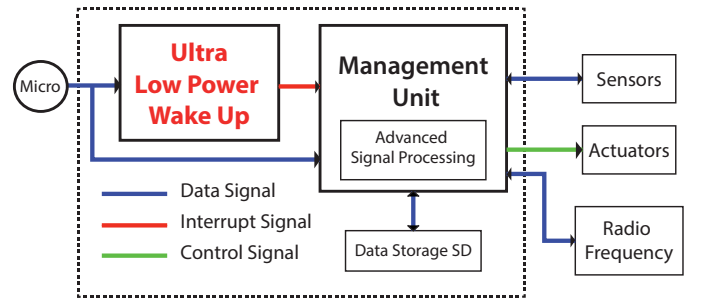 Micro
Ultra
Low Power
Wake Up
Management
Unit
Advanced
Signal Processing
Sensors
Actuators
Radio
Frequency
Data Storage SD
Data Signal
Interrupt Signal
Control Signal